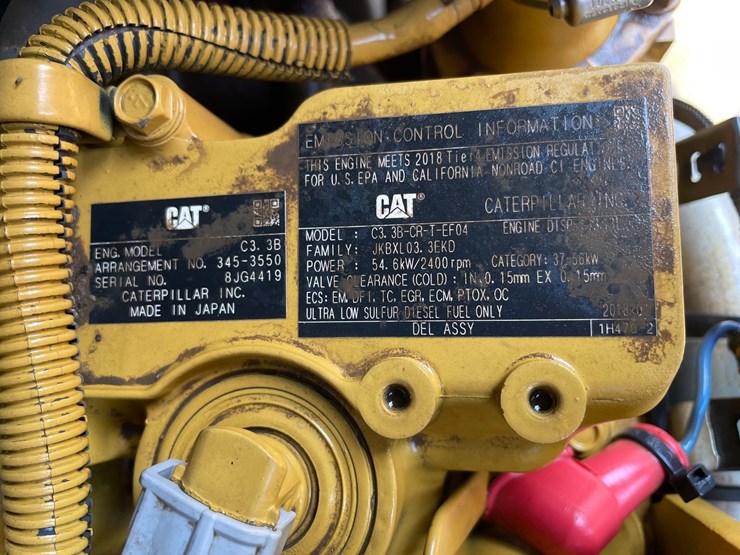 CAT®
ENG. MODEL C3.3B
ARRANGEMENT NO. 345-3550
SERIAL NO. 8JG4419
CATERPILLAR INC.
MADE IN JAPAN
EMISSION CONTROL INFORMATION
THIS ENGINE MEETS 2018 Tier4 EMISSION
FOR U.S. EPA AND CALIFORNIA NONROAD CI ENGINES.
CAT® CATERPILLAR INC.
MODEL : C3.3B-CR-T-EF04 ENGINE
FAMILY: JKBXL03.3EKD
POWER : 54.6kW/2400rpm CATEGORY: 37-56kW
VALVE CLEARANCE (COLD) : IN 0.15mm EX 0.15mm
ECS: EM, DFI, TC, EGR, ECM, PTOX, OC
ULTRA LOW SULFUR DIESEL FUEL ONLY
DEL ASSY